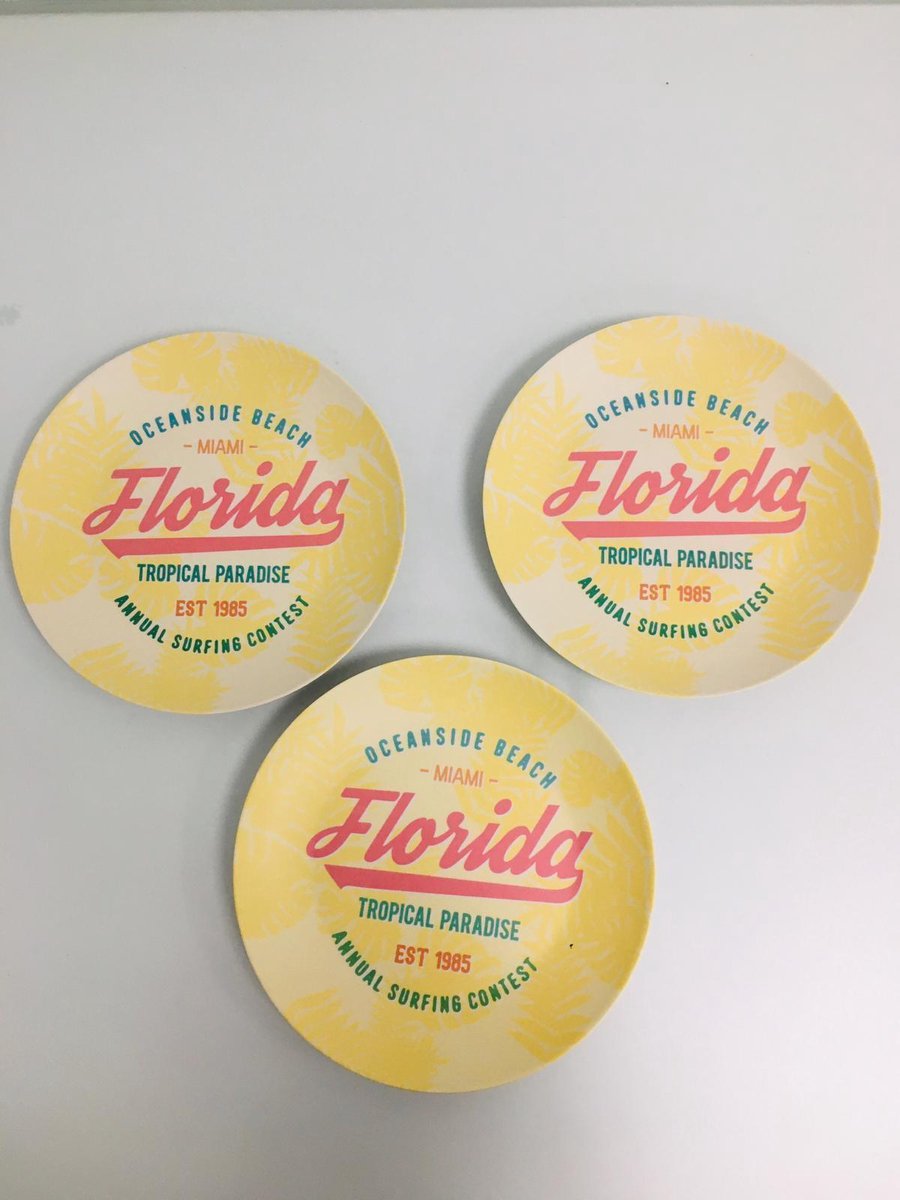 OCEANSIDE BEACH
- MIAMI -
Florida
TROPICAL PARADISE
EST 1985
ANNUAL SURFING CONTEST
OCEANSIDE BEACH
- MIAMI -
Florida
TROPICAL PARADISE
EST 1985
ANNUAL SURFING CONTEST
OCEANSIDE BEACH
- MIAMI -
Florida
TROPICAL PARADISE
EST 1985
ANNUAL SURFING CONTEST